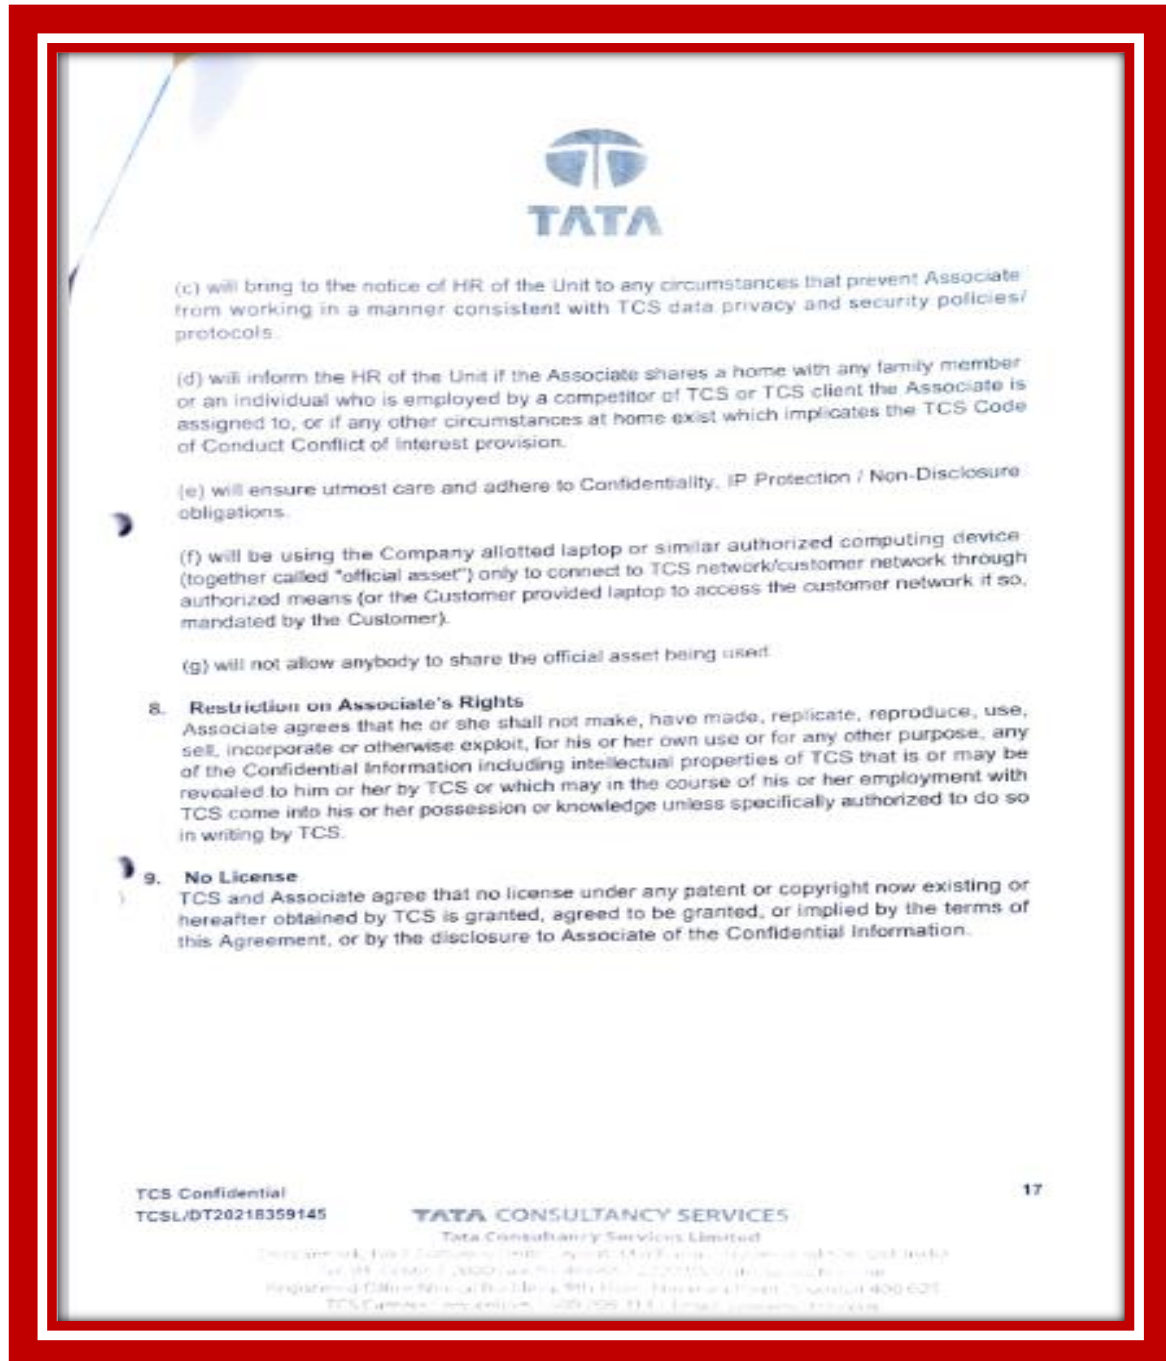 TATA
(c) will bring to the notice of HR of the Unit to any circumstances that prevent Associate
from working in a manner consistent with TCS data privacy and security policies/
protocols.
(d) will inform the HR of the Unit if the Associate shares a home with any family member
or an individual who is employed by a competitor of TCS or TCS client the Associate is
assigned to, or if any other circumstances at home exist which implicates the TCS Code
of Conduct Conflict of Interest provision.
(e) will ensure utmost care and adhere to Confidentiality, IP Protection / Non-Disclosure
obligations.
(f) will be using the Company allotted laptop or similar authorized computing device
(together called "official asset") only to connect to TCS network/customer network through
authorized means (or the Customer provided laptop to access the customer network if so,
mandated by the Customer).
(g) will not allow anybody to share the official asset being used.
8. Restriction on Associate's Rights
Associate agrees that he or she shall not make, have made, replicate, reproduce, use,
sell, incorporate or otherwise exploit, for his or her own use or for any other purpose, any
of the Confidential Information including intellectual properties of TCS that is or may be
revealed to him or her by TCS or which may in the course of his or her employment with
TCS come into his or her possession or knowledge unless specifically authorized to do so
in writing by TCS.
9. No License
TCS and Associate agree that no license under any patent or copyright now existing or
hereafter obtained by TCS is granted, agreed to be granted, or implied by the terms of
this Agreement, or by the disclosure to Associate of the Confidential Information.
TCS Confidential 17
TCSL/DT20218359145
TATA CONSULTANCY SERVICES
Tata Consultancy Services Limited
Registered Office 9th Floor 400 021
TCS